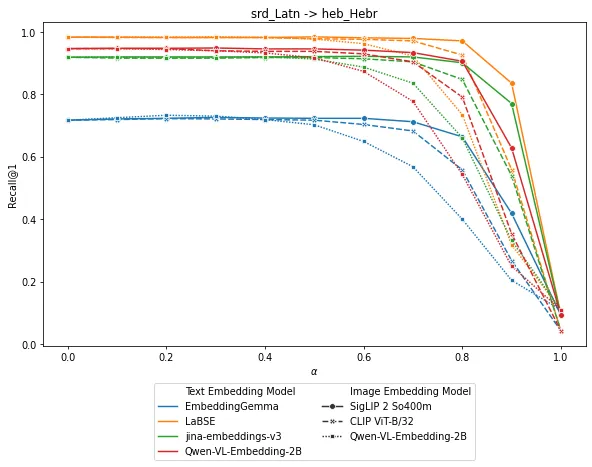 srd_Latn -> heb_Hebr
Recall@1
1.0
0.8
0.6
0.4
0.2
0.0
0.0 0.2 0.4 0.6 0.8 1.0
α
Text Embedding Model
EmbeddingGemma
LaBSE
jina-embeddings-v3
Qwen-VL-Embedding-2B
Image Embedding Model
SigLIP 2 So400m
CLIP ViT-B/32
Qwen-VL-Embedding-2B